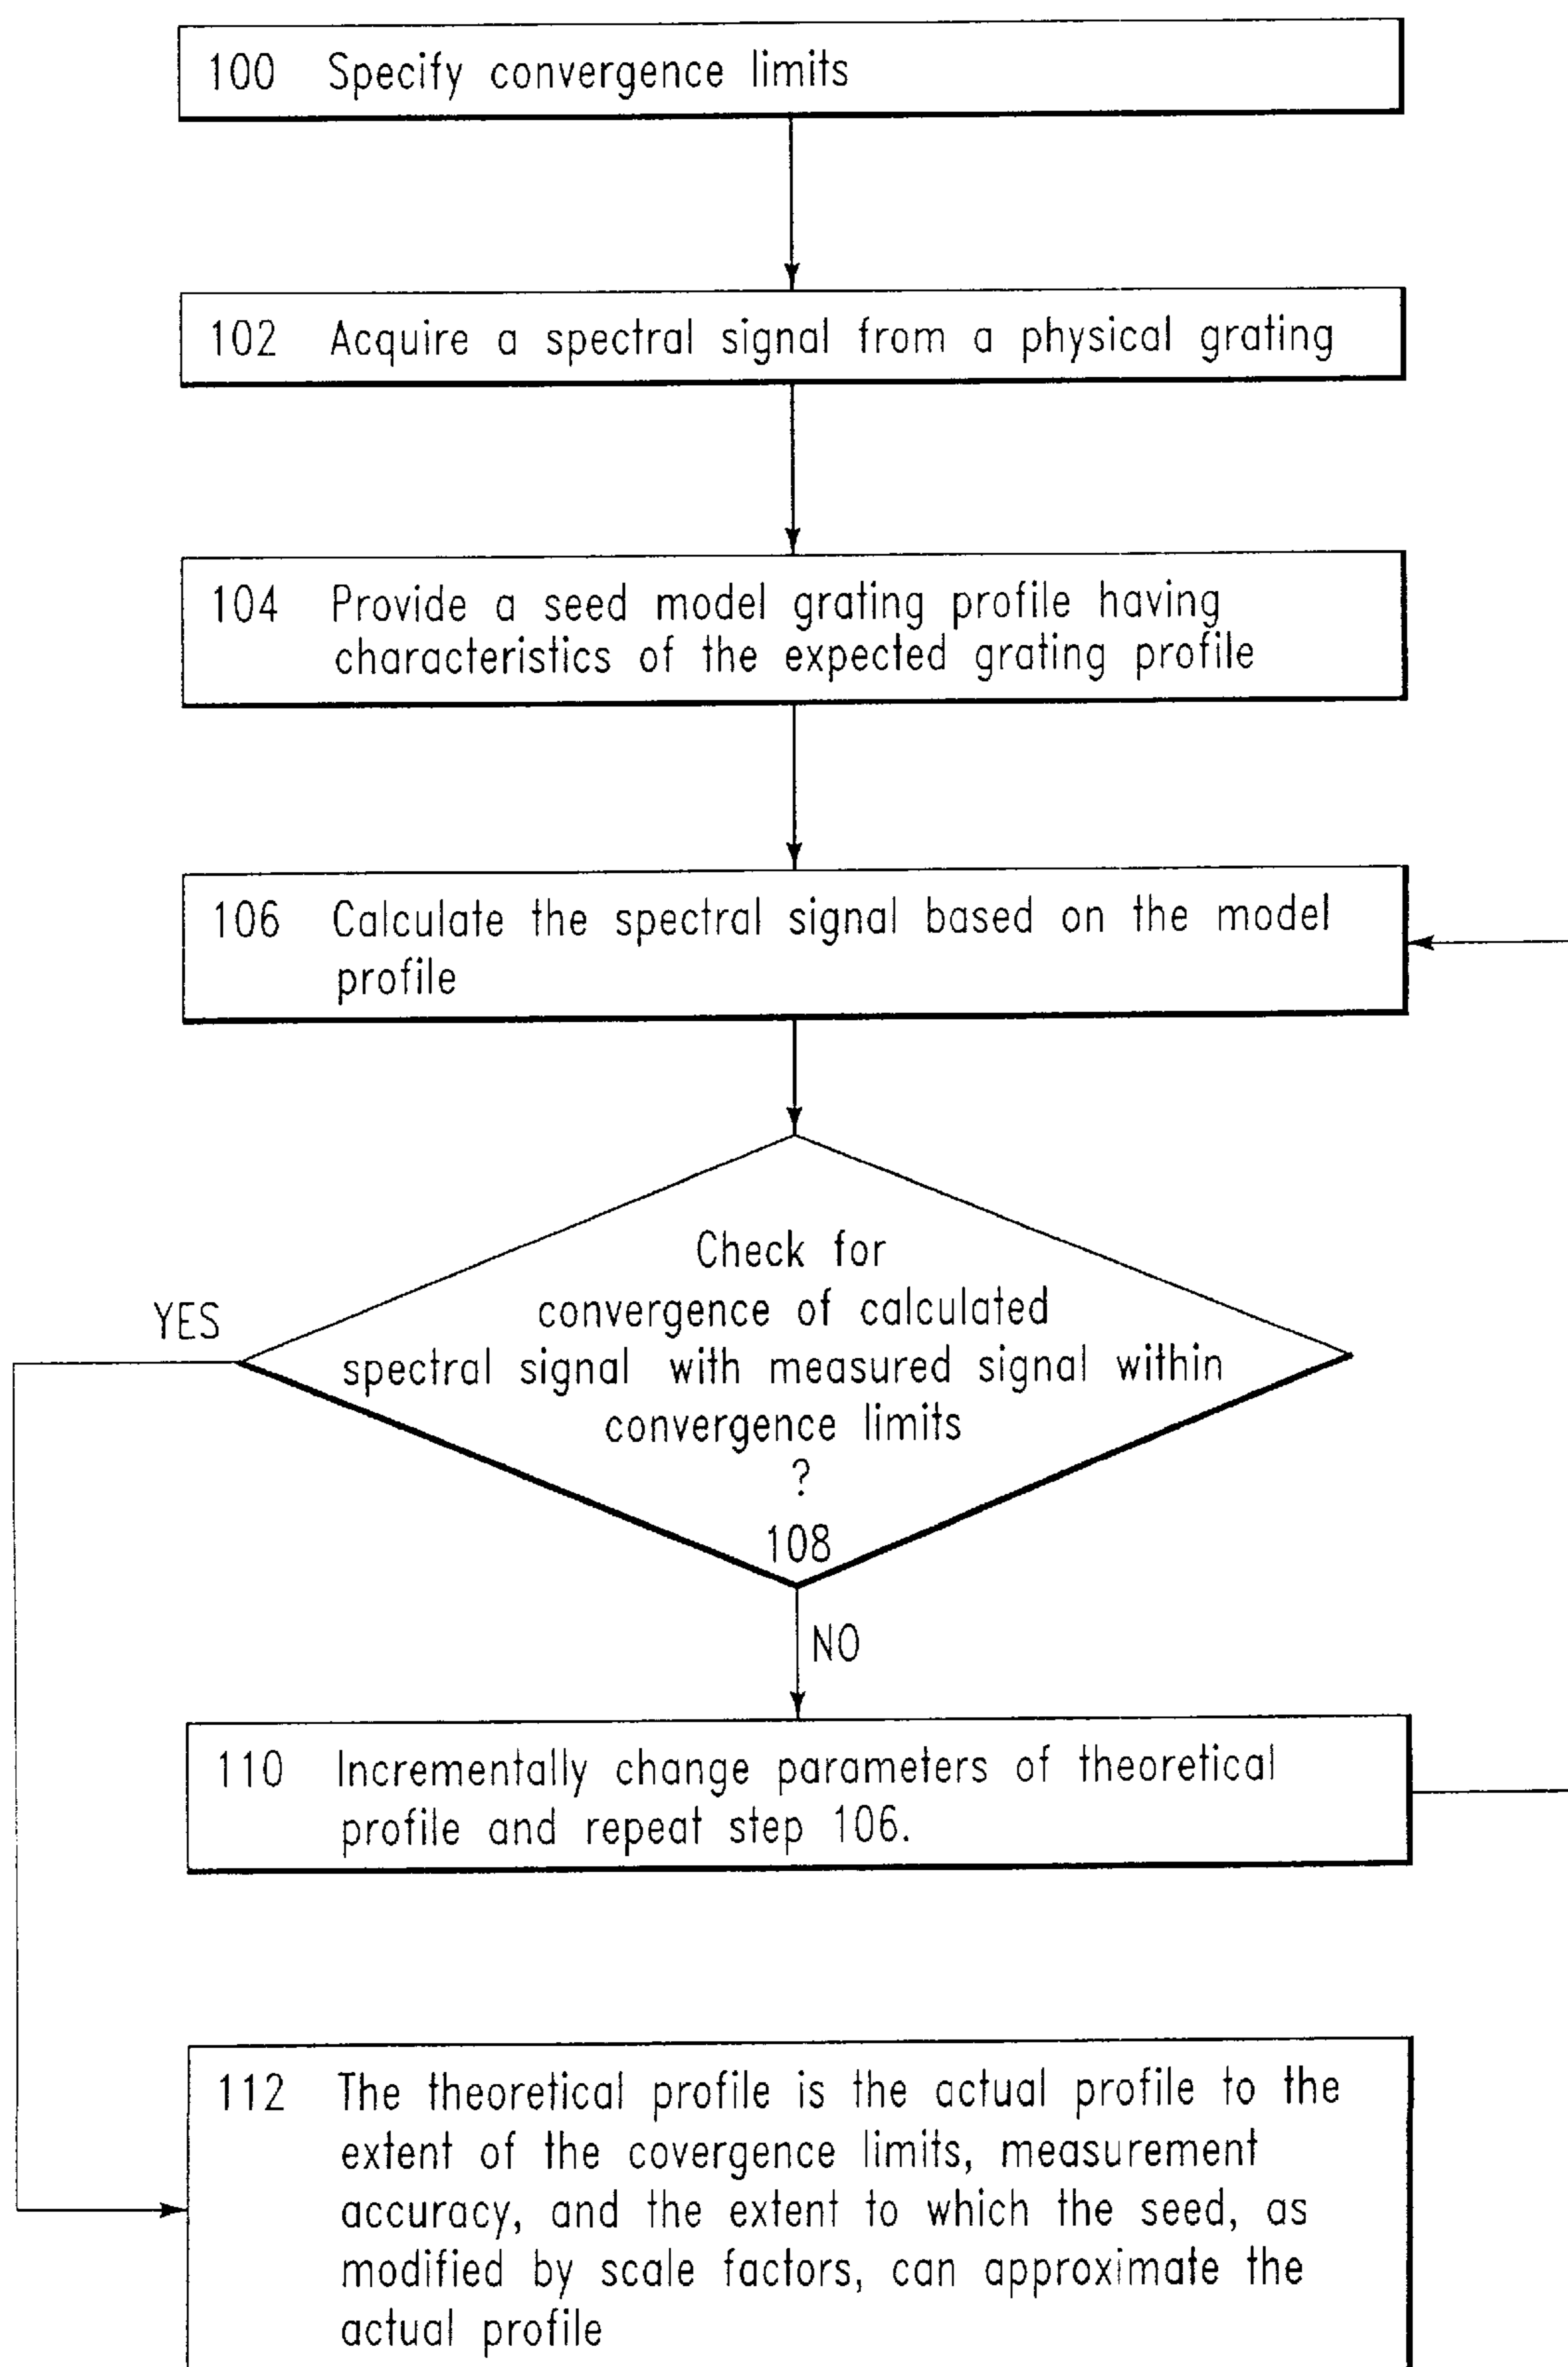 100 Specify convergence limits
102 Acquire a spectral signal from a physical grating
104 Provide a seed model grating profile having
characteristics of the expected grating profile
106 Calculate the spectral signal based on the model
profile
Check for
convergence of calculated
spectral signal with measured signal within
convergence limits
?
108
YES
NO
110 Incrementally change parameters of theoretical
profile and repeat step 106.
112 The theoretical profile is the actual profile to the
extent of the covergence limits, measurement
accuracy, and the extent to which the seed, as
modified by scale factors, can approximate the
actual profile